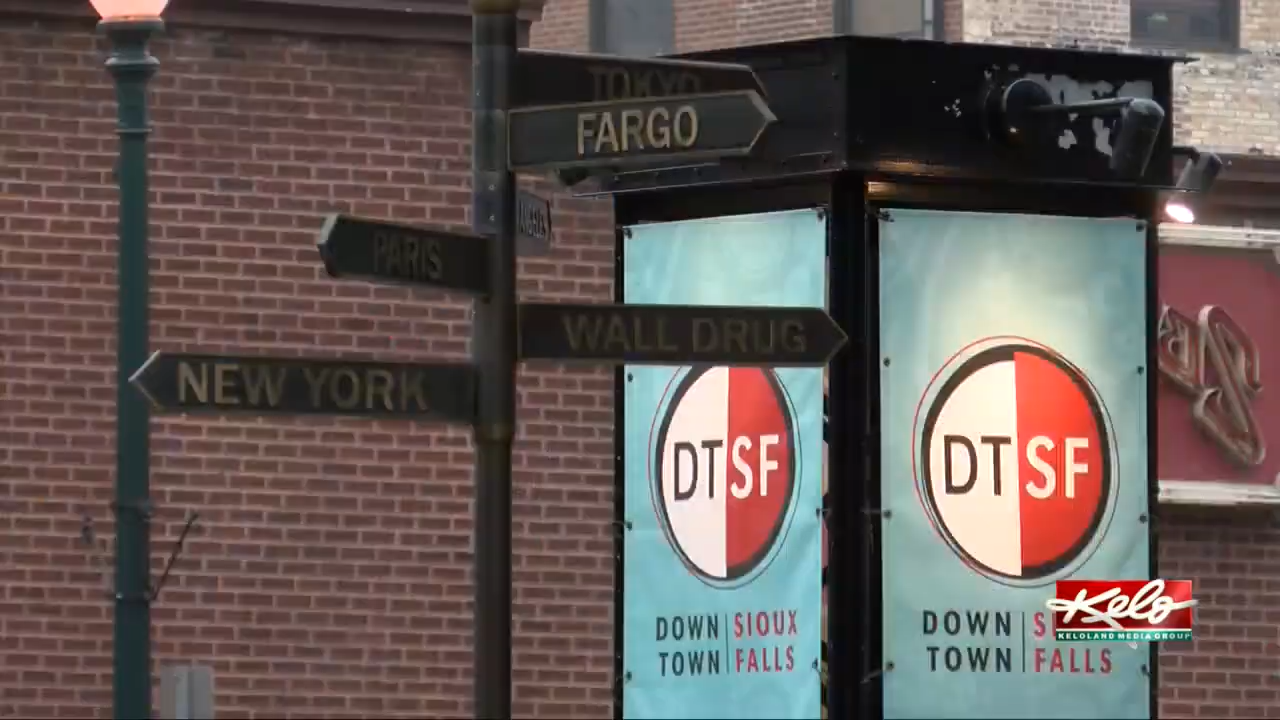 TOKYO
FARGO
ANGELES
PARIS
WALL DRUG
NEW YORK
DTSF
DOWN SIOUX
TOWN FALLS
DTSF
DOWN S
TOWN FALLS
Kelo
KELOLAND MEDIA GROUP